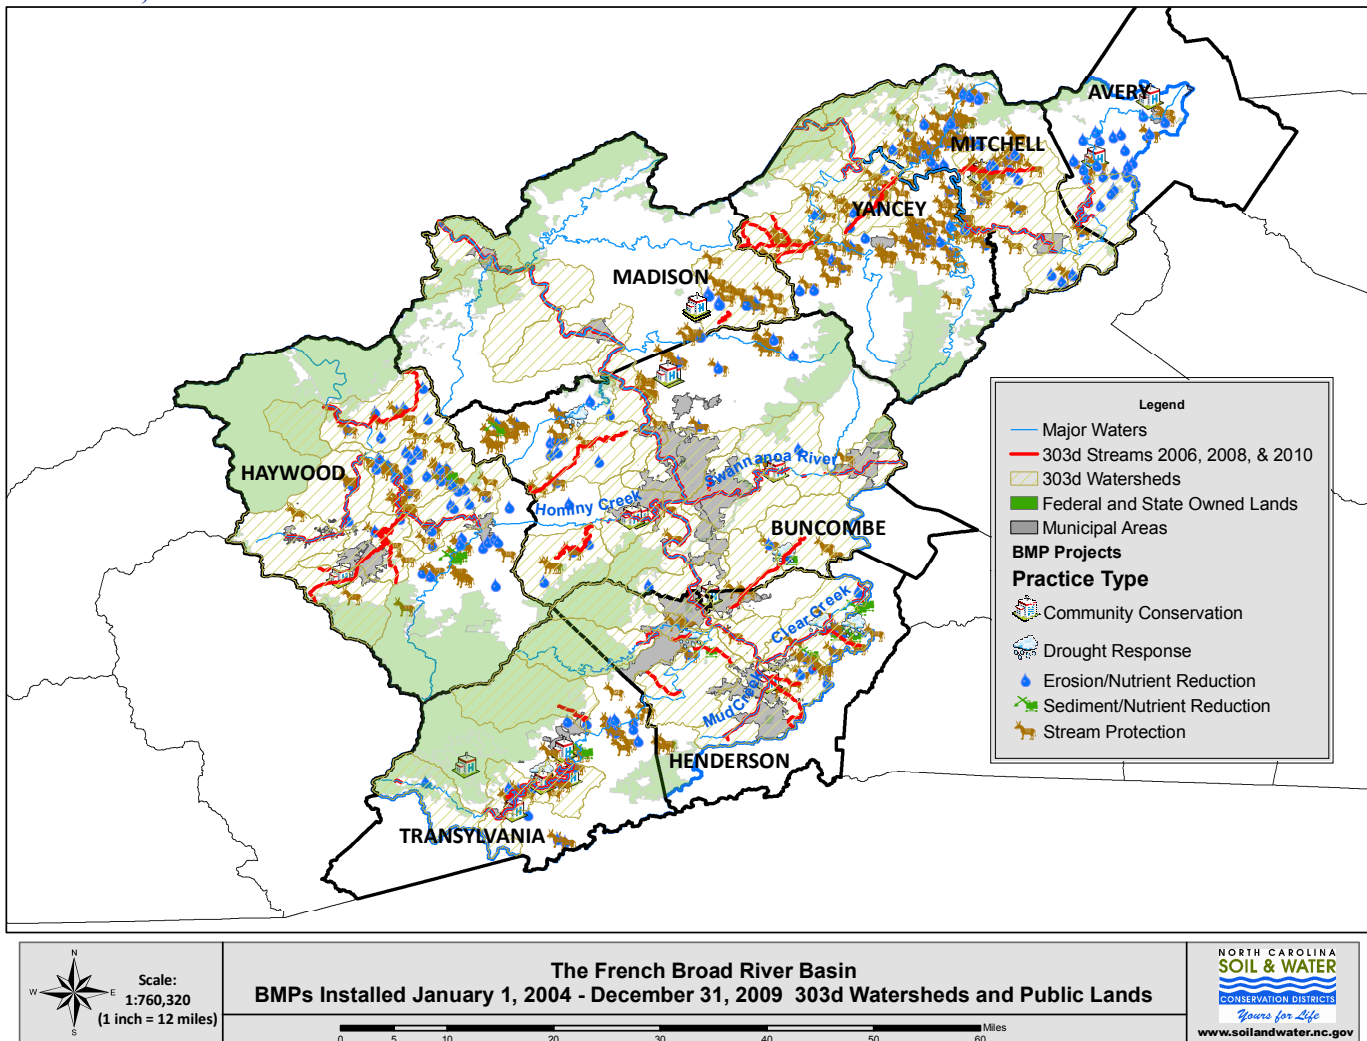 AVERY
MITCHELL
YANCEY
MADISON
HAYWOOD
Swannanoa River
Hominy Creek
BUNCOMBE
Clear Creek
Mud Creek
HENDERSON
TRANSYLVANIA
Legend
Major Waters
303d Streams 2006, 2008, & 2010
303d Watersheds
Federal and State Owned Lands
Municipal Areas
BMP Projects
Practice Type
Community Conservation
Drought Response
Erosion/Nutrient Reduction
Sediment/Nutrient Reduction
Stream Protection
N
W E
S
Scale:
1:760,320
(1 inch = 12 miles)
The French Broad River Basin
BMPs Installed January 1, 2004 - December 31, 2009 303d Watersheds and Public Lands
Miles
0 5 10 20 30 40 50 60
NORTH CAROLINA
SOIL & WATER
CONSERVATION DISTRICTS
Yours for Life
www.soilandwater.nc.gov